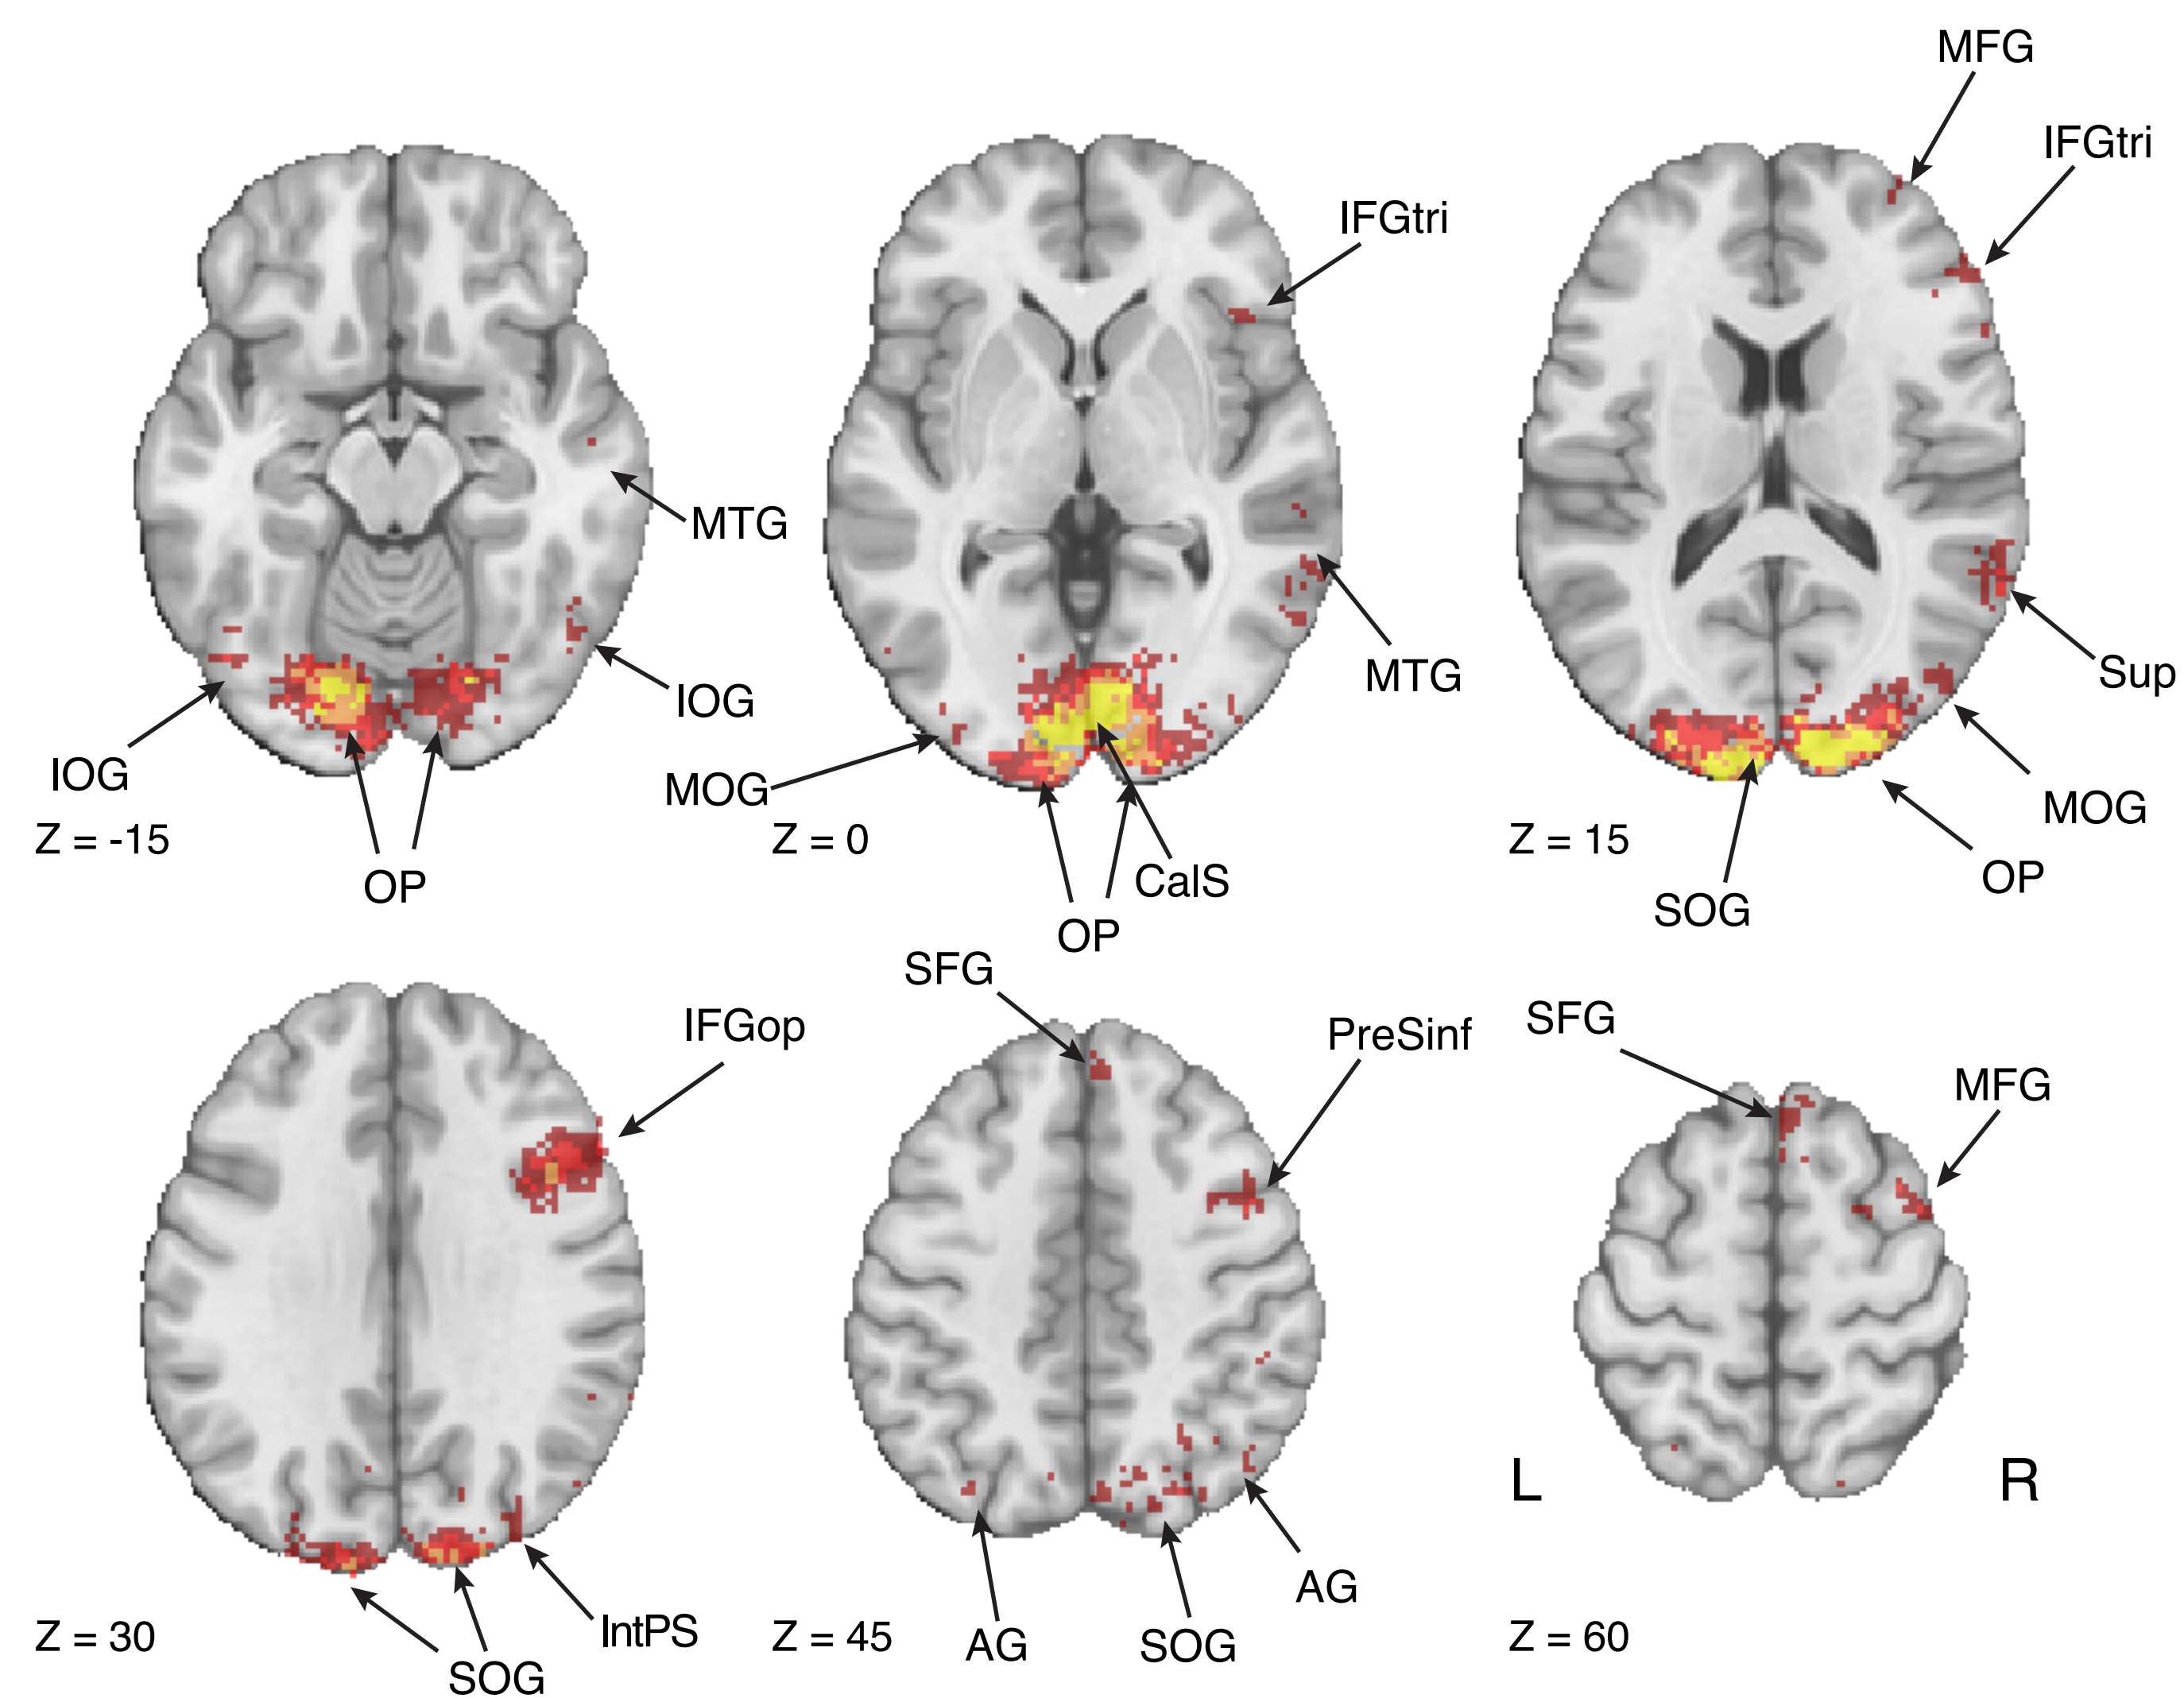 MFG
IFGtri
IFGtri
MTG
MTG
Sup
IOG
IOG
MOG
MOG
Z = -15
Z = 0
Z = 15
OP
CalS
OP
SOG
OP
SFG
IFGop
PreSinf
SFG
MFG
L
R
AG
IntPS
Z = 30
Z = 45
AG
SOG
Z = 60
SOG